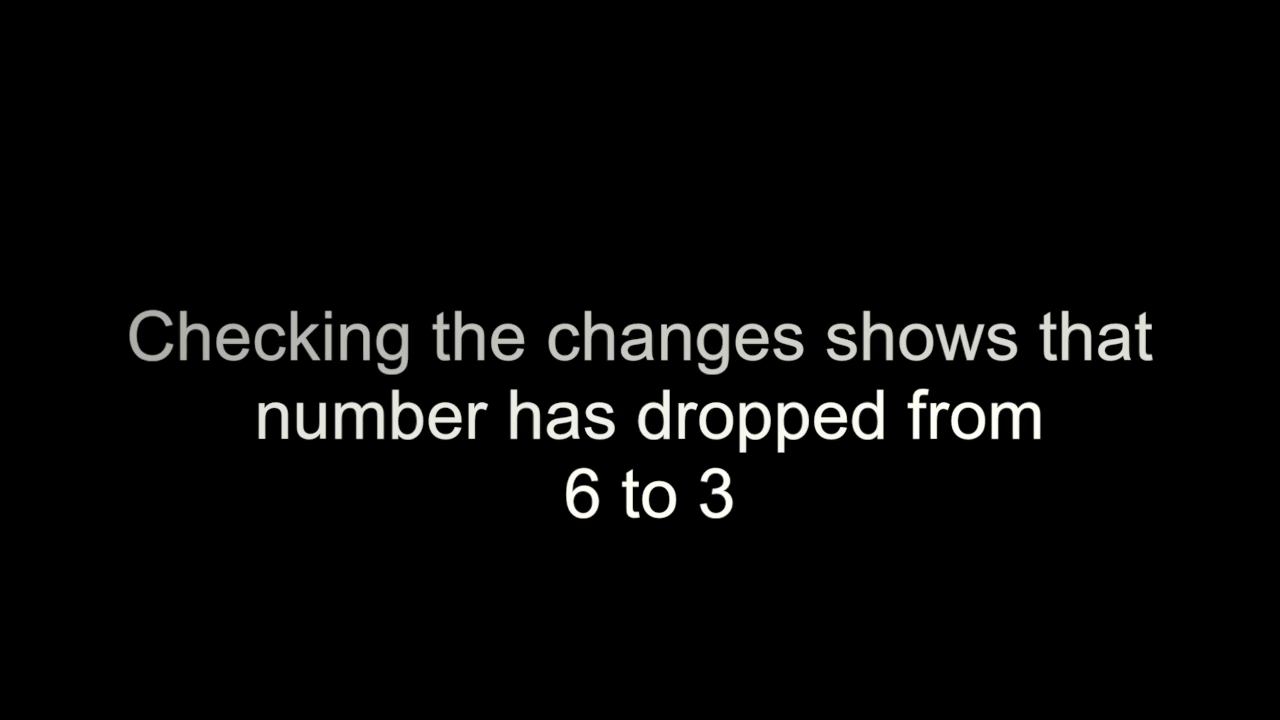 Checking the changes shows that
number has dropped from
6 to 3